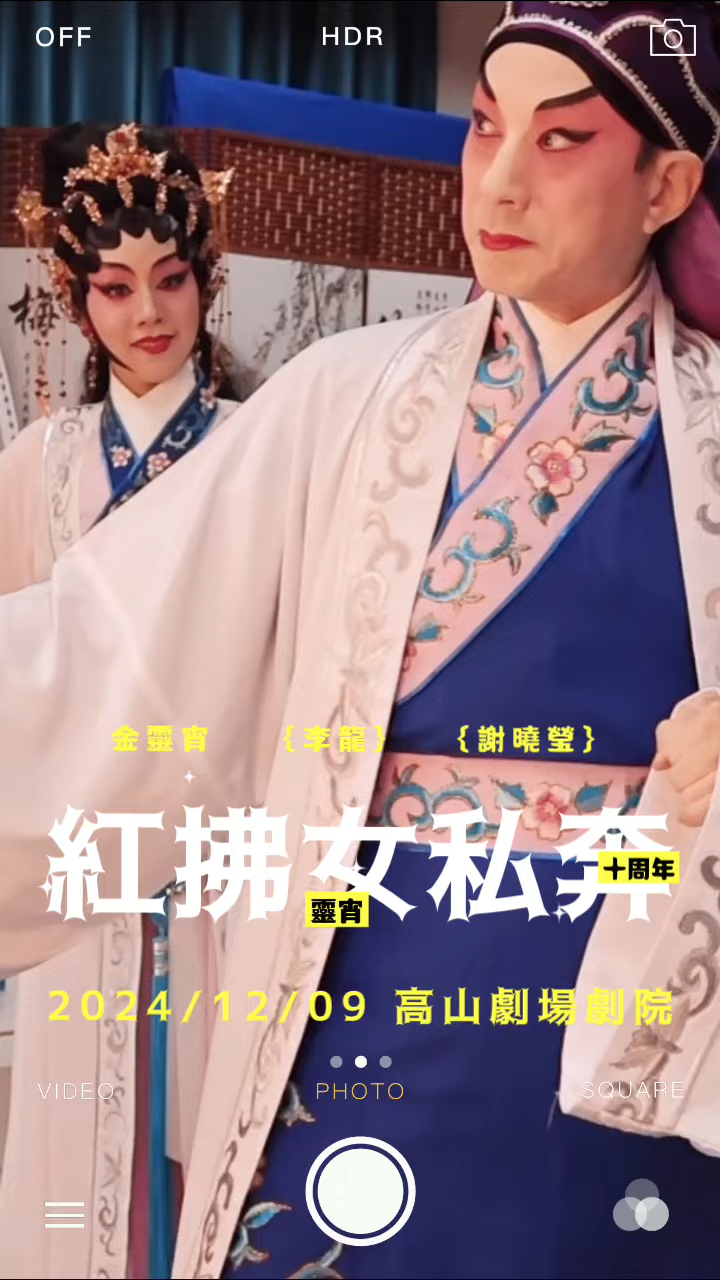 OFF HDR
梅
金靈宵 {李龍} {謝曉瑩}
紅拂女私奔
十周年
靈宵
2024/12/09 高山劇場劇院
VIDEO PHOTO SQUARE